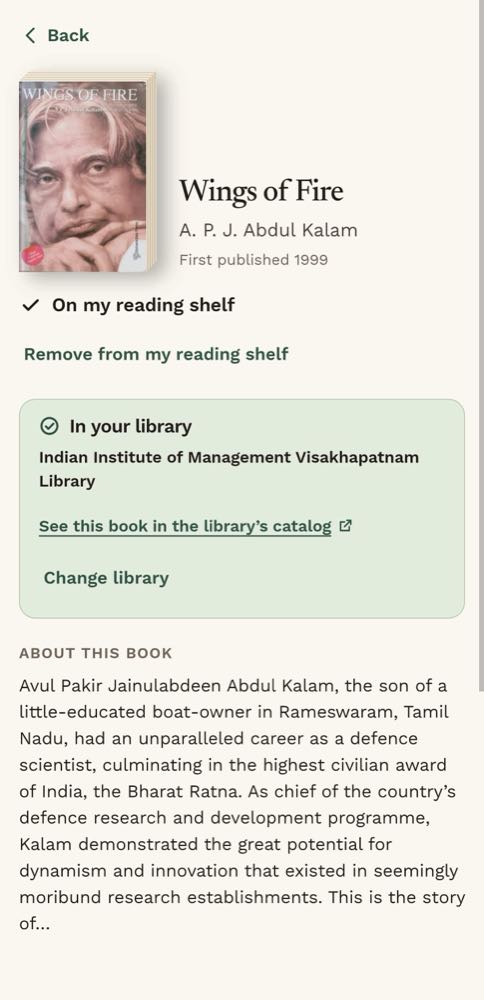 Back
WINGS OF FIRE
Wings of Fire
A. P. J. Abdul Kalam
First published 1999
On my reading shelf
Remove from my reading shelf
In your library
Indian Institute of Management Visakhapatnam
Library
See this book in the library’s catalog
Change library
ABOUT THIS BOOK
Avul Pakir Jainulabdeen Abdul Kalam, the son of a
little-educated boat-owner in Rameswaram, Tamil
Nadu, had an unparalleled career as a defence
scientist, culminating in the highest civilian award
of India, the Bharat Ratna. As chief of the country’s
defence research and development programme,
Kalam demonstrated the great potential for
dynamism and innovation that existed in seemingly
moribund research establishments. This is the story
of…